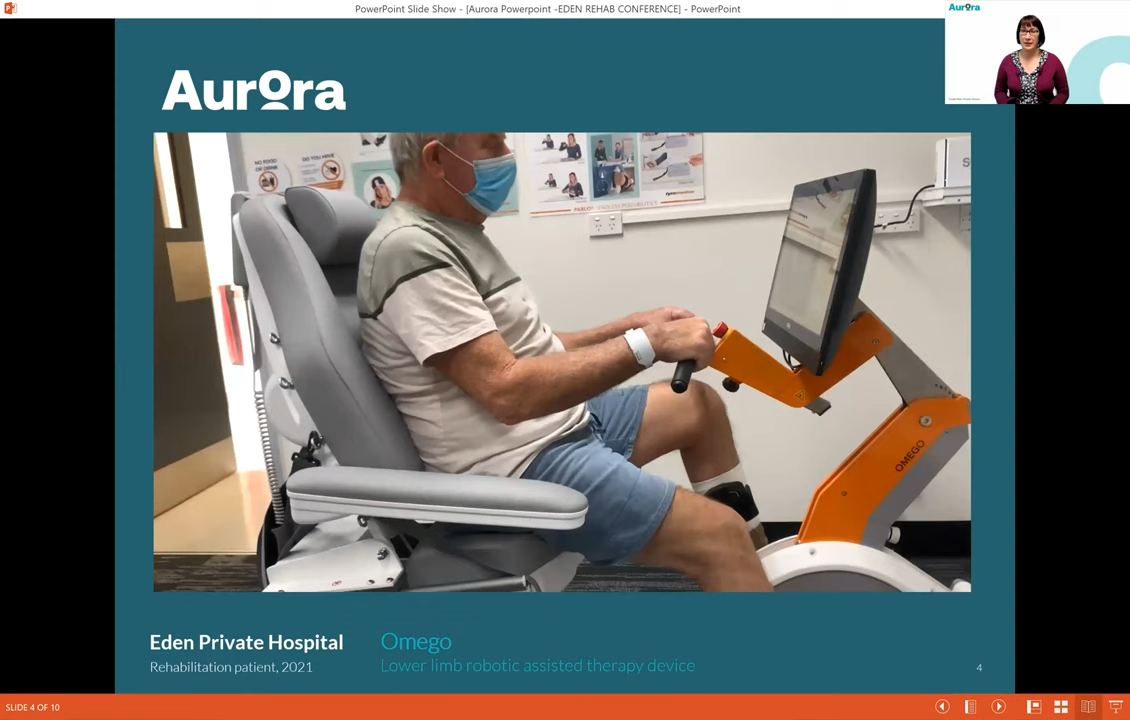 PowerPoint Slide Show - [Aurora Powerpoint -EDEN REHAB CONFERENCE] - PowerPoint
Aurora
Aurora
NO FOOD
OR DRINK
DO YOU HAVE
OMEGO
Eden Private Hospital
Rehabilitation patient, 2021
Omego
Lower limb robotic assisted therapy device
4
SLIDE 4 OF 10